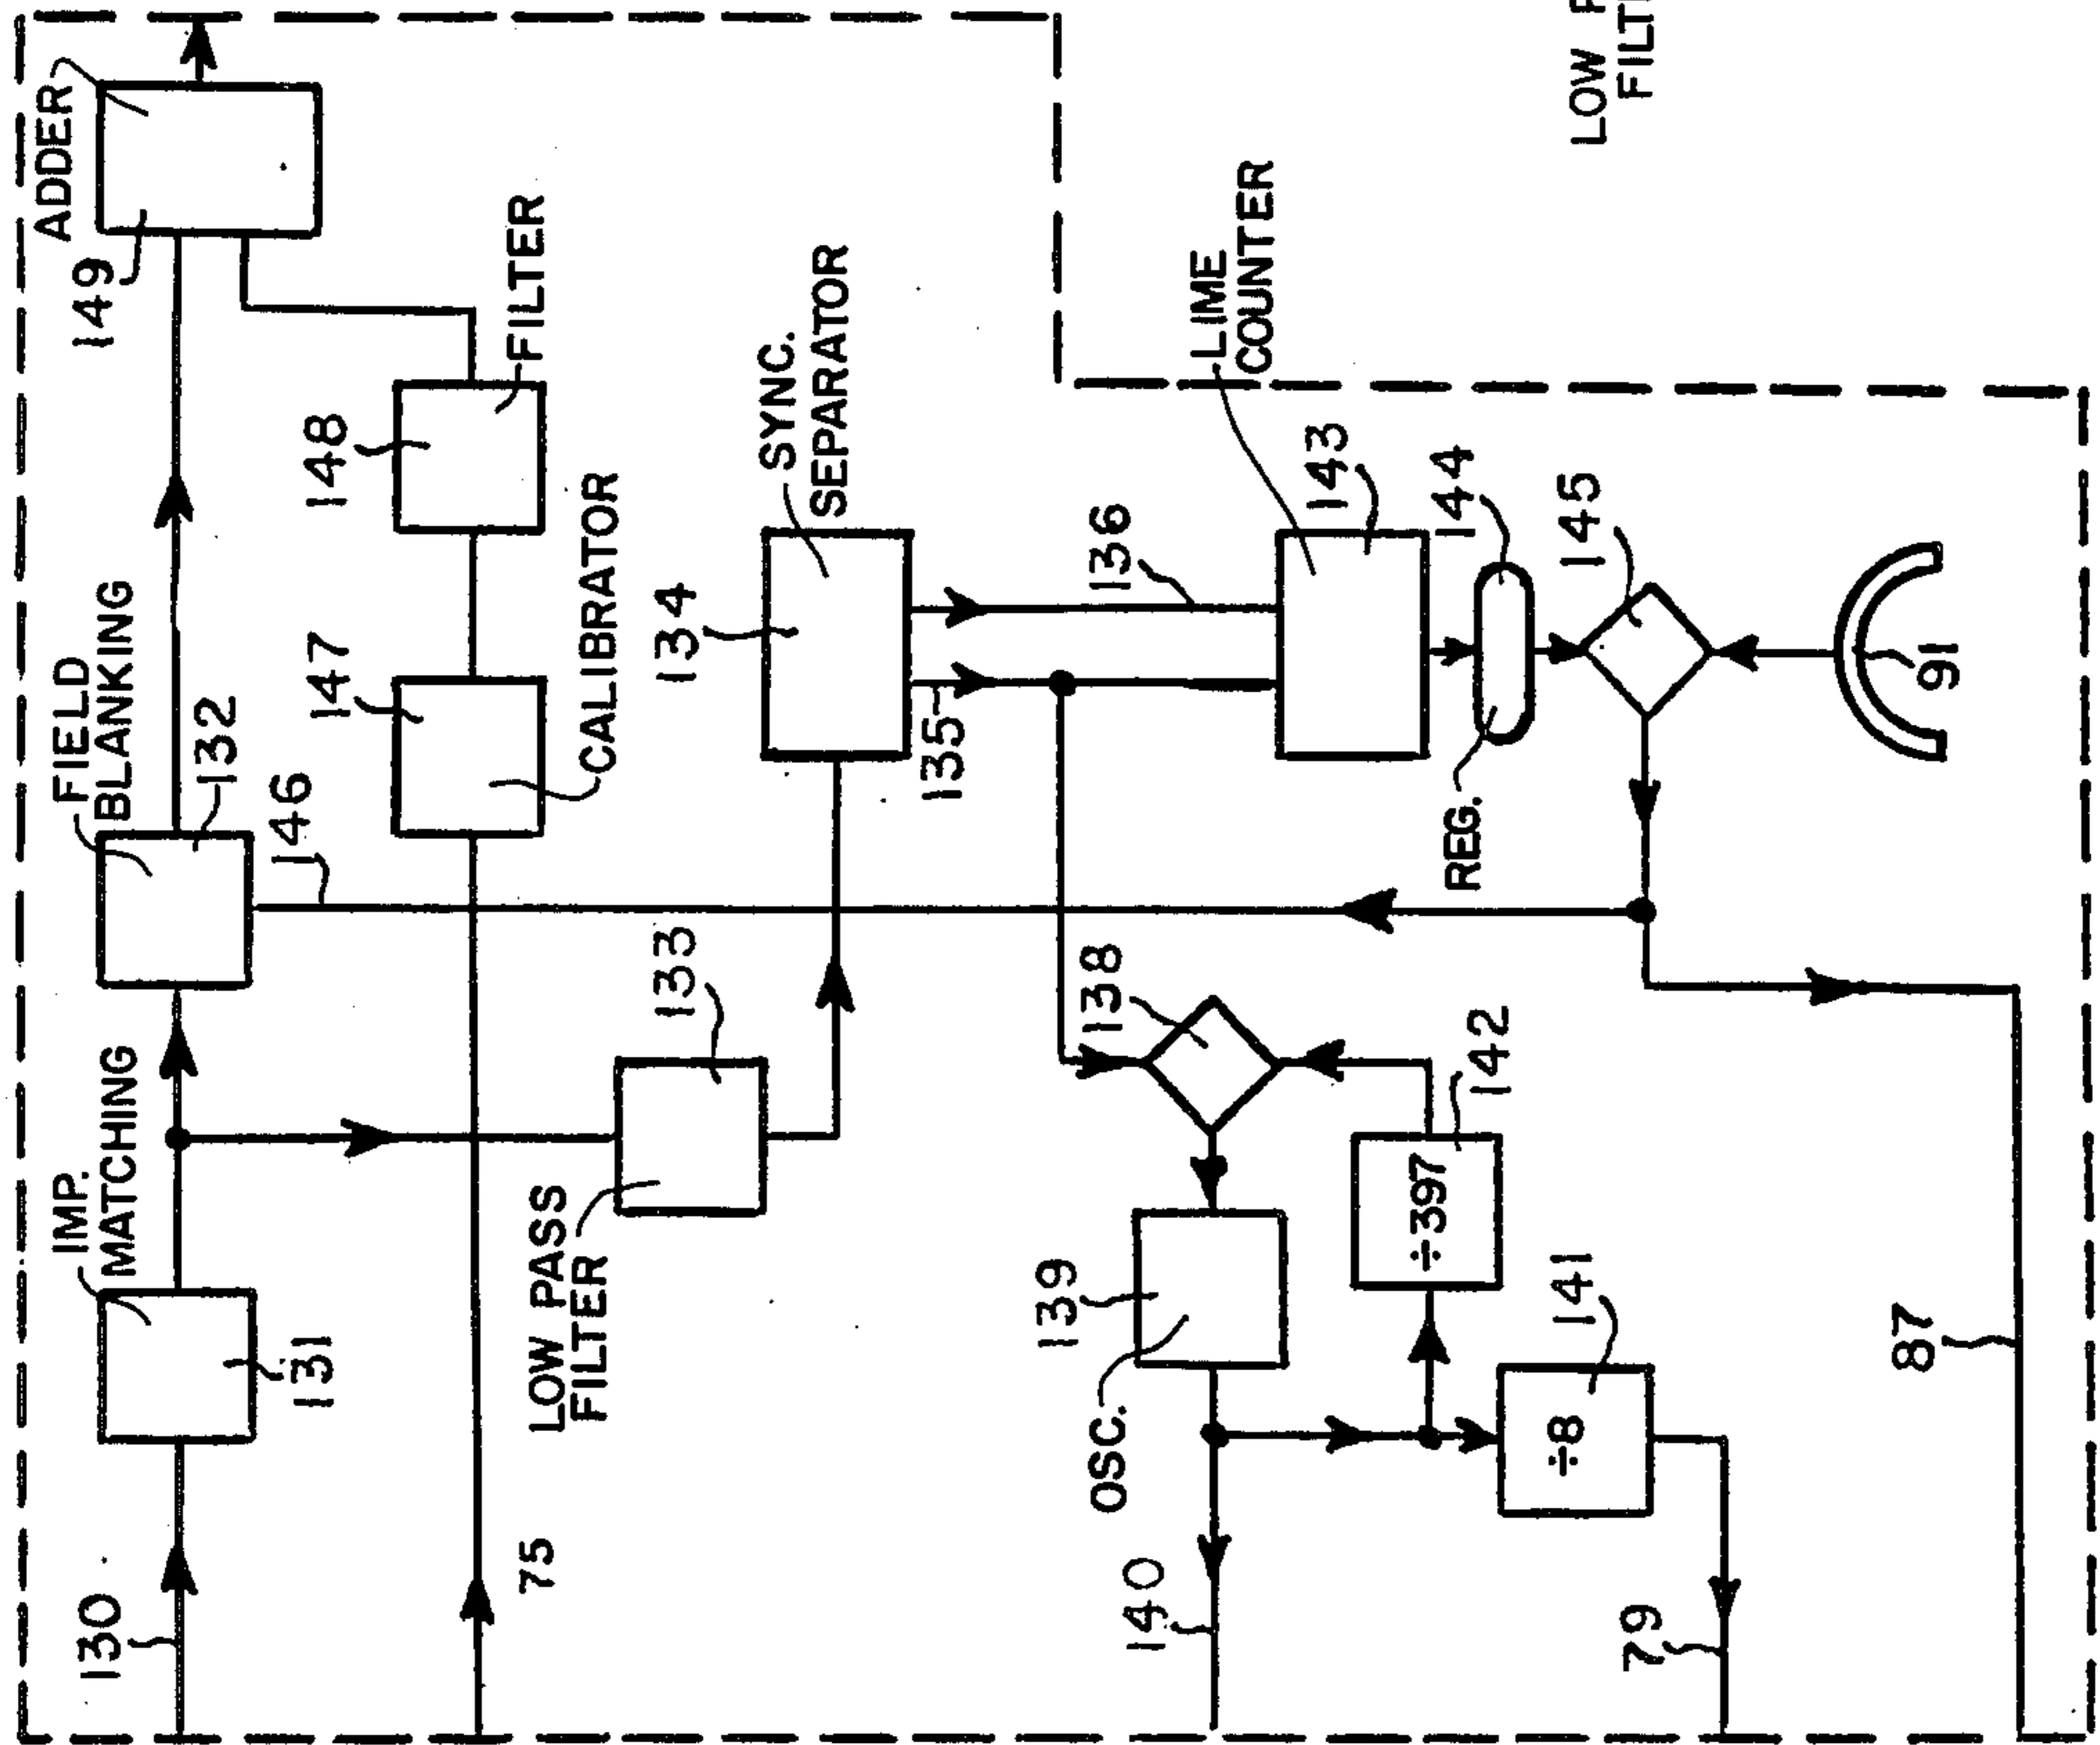 ADDER
149
FIELD
BLANKING
132
146
IMP.
MATCHING
131
130
148
FILTER
147
CALIBRATOR
75
LOW PASS
FILTER
133
SYNC.
SEPARATOR
134
135
136
LIME
COUNTER
143
144
REG.
145
91
138
139
OSC.
140
÷397
142
÷8
141
79
87